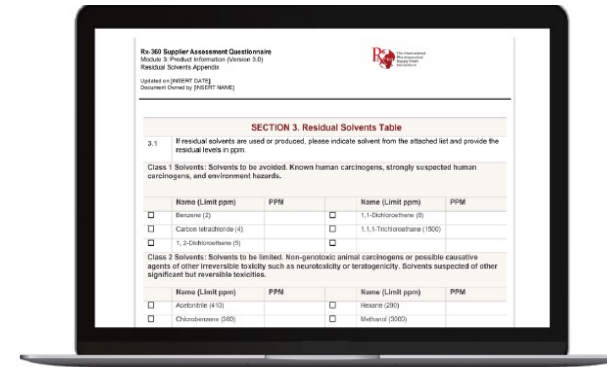 Rx-360 Supplier Assessment Questionnaire
Module 3: Product Information (Version 3.0)
Residual Solvents Appendix
Updated on [INSERT DATE]
Document Owned by [INSERT NAME]
Rx
The International
Pharmaceutical
Supply Chain
Consortium
SECTION 3. Residual Solvents Table
3.1 If residual solvents are used or produced, please indicate solvent from the attached list and provide the
residual levels in ppm.
Class 1 Solvents: Solvents to be avoided. Known human carcinogens, strongly suspected human
carcinogens, and environment hazards.
Name (Limit ppm) PPM Name (Limit ppm) PPM
Benzene (2) 1,1-Dichloroethene (8)
Carbon tetrachloride (4) 1,1,1-Trichloroethane (1500)
1, 2-Dichloroethane (5)
Class 2 Solvents: Solvents to be limited. Non-genotoxic animal carcinogens or possible causative
agents of other irreversible toxicity such as neurotoxicity or teratogenicity. Solvents suspected of other
significant but reversible toxicities.
Name (Limit ppm) PPM Name (Limit ppm) PPM
Acetonitrile (410) Hexane (290)
Chlorobenzene (360) Methanol (3000)